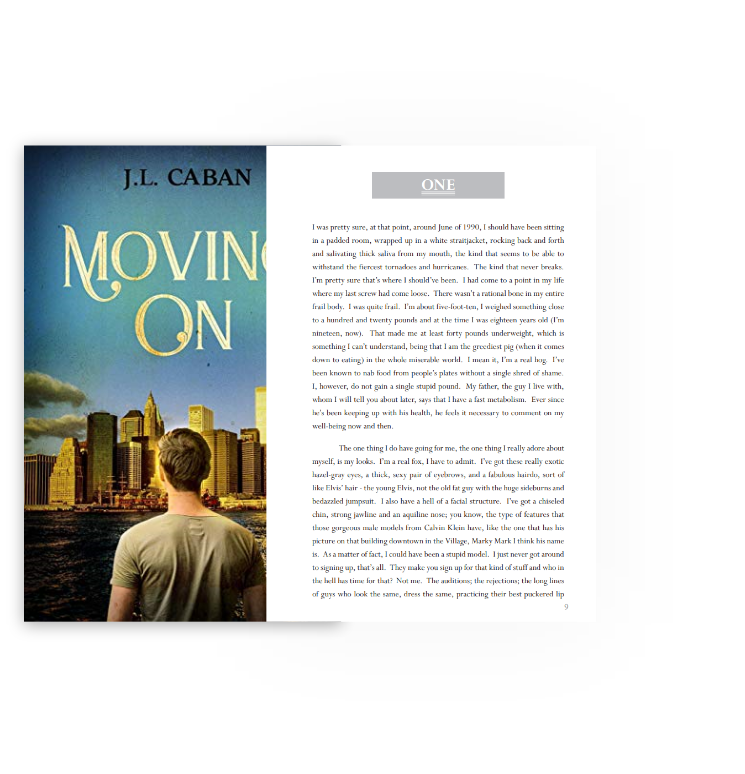 J.L. CABAN
MOVING
ON
ONE
I was pretty sure, at that point, around June of 1990, I should have been sitting
in a padded room, wrapped up in a white straitjacket, rocking back and forth
and salivating thick saliva from my mouth, the kind that seems to be able to
withstand the fiercest tornadoes and hurricanes. The kind that never breaks.
I'm pretty sure that's where I should've been. I had come to a point in my life
where my last screw had come loose. There wasn't a rational bone in my entire
frail body. I was quite frail. I'm about five-foot-ten, I weighed something close
to a hundred and twenty pounds and at the time I was eighteen years old (I'm
nineteen, now). That made me at least forty pounds underweight, which is
something I can't understand, being that I am the greediest pig (when it comes
down to eating) in the whole miserable world. I mean it, I'm a real hog. I've
been known to nab food from people's plates without a single shred of shame.
I, however, do not gain a single stupid pound. My father, the guy I live with,
whom I will tell you about later, says that I have a fast metabolism. Ever since
he's been keeping up with his health, he feels it necessary to comment on my
well-being now and then.
The one thing I do have going for me, the one thing I really adore about
myself, is my looks. I'm a real fox, I have to admit. I've got these really exotic
hazel-gray eyes, a thick, sexy pair of eyebrows, and a fabulous hairdo, sort of
like Elvis' hair - the young Elvis, not the old fat guy with the huge sideburns and
bedazzled jumpsuit. I also have a hell of a facial structure. I've got a chiseled
chin, strong jawline and an aquiline nose; you know, the type of features that
those gorgeous male models from Calvin Klein have, like the one that has his
picture on that building downtown in the Village, Marky Mark I think his name
is. As a matter of fact, I could have been a stupid model. I just never got around
to signing up, that's all. They make you sign up for that kind of stuff and who in
the hell has time for that? Not me. The auditions; the rejections; the long lines
of guys who look the same, dress the same, practicing their best puckered lip
9